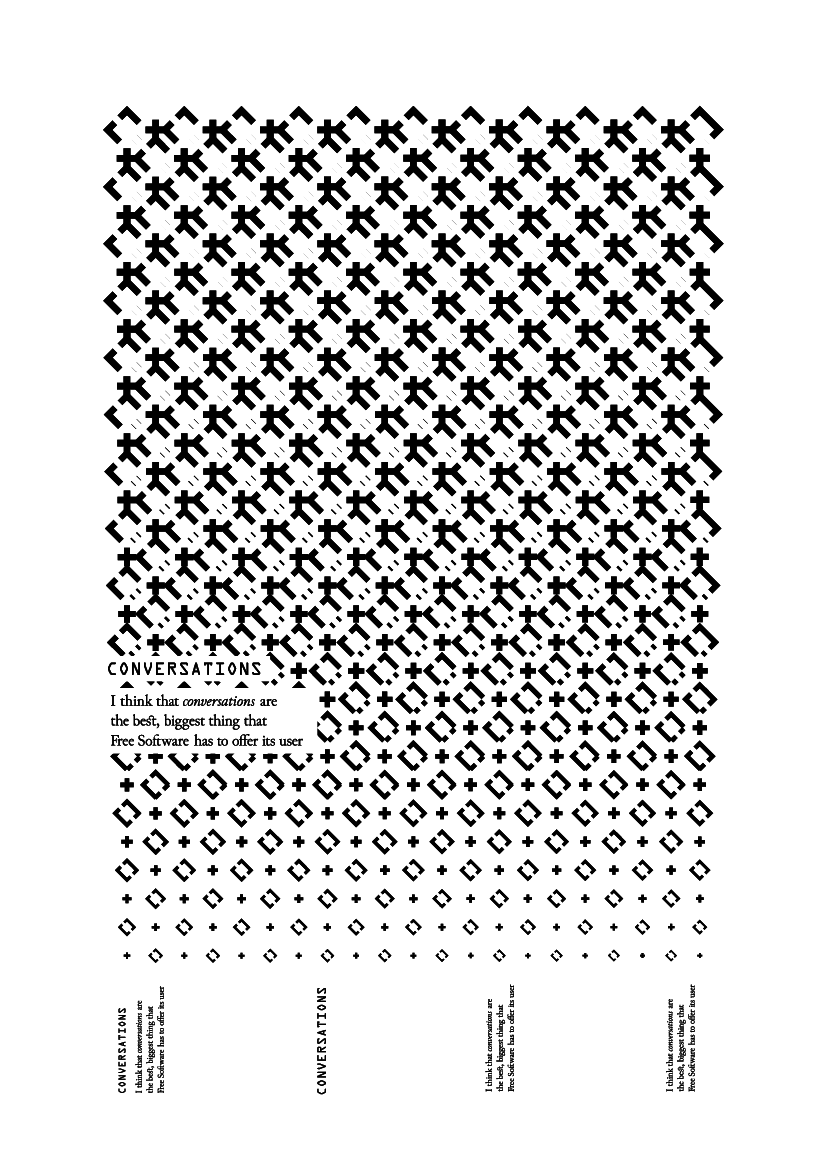 CONVERSATIONS
I think that conversations are
the best, biggest thing that
Free Software has to offer its user
CONVERSATIONS
I think that conversations are
the best, biggest thing that
Free Software has to offer its user
CONVERSATIONS
I think that conversations are
the best, biggest thing that
Free Software has to offer its user
I think that conversations are
the best, biggest thing that
Free Software has to offer its user